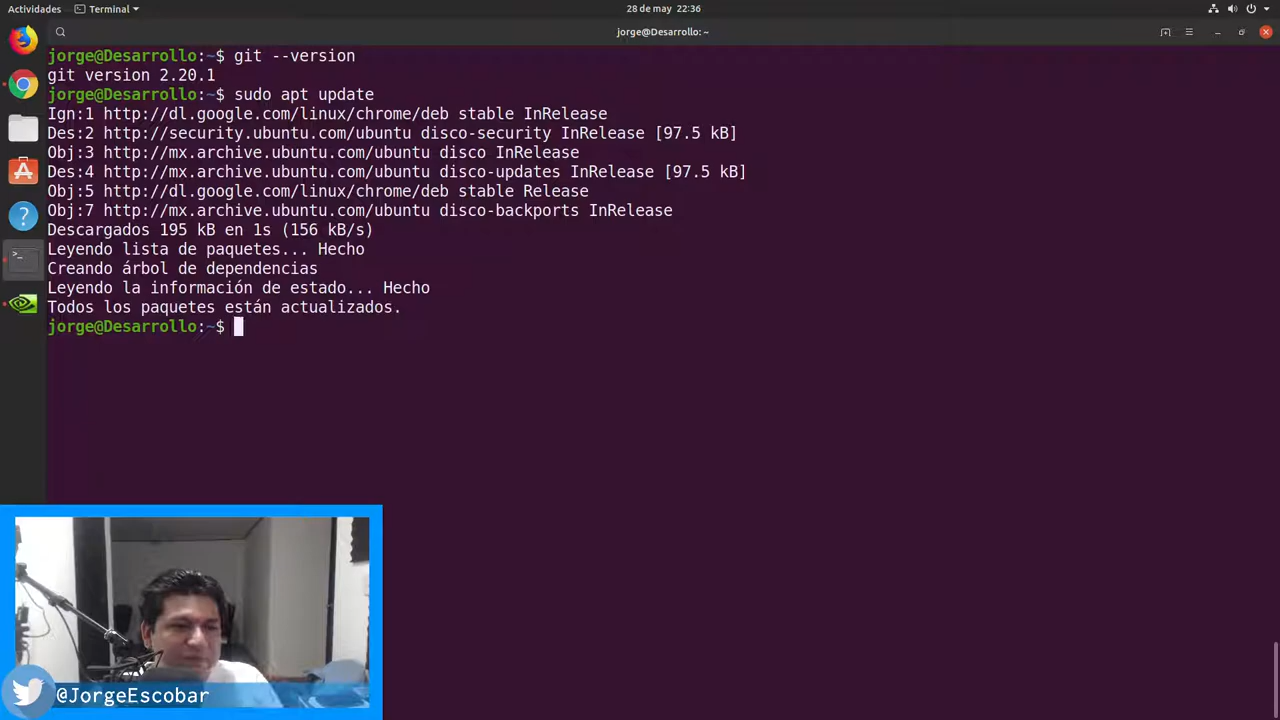 Actividades
Terminal
28 de may 22:36
jorge@Desarrollo: ~
jorge@Desarrollo:~$ git --version
git version 2.20.1
jorge@Desarrollo:~$ sudo apt update
Ign:1 http://dl.google.com/linux/chrome/deb stable InRelease
Des:2 http://security.ubuntu.com/ubuntu disco-security InRelease [97.5 kB]
Obj:3 http://mx.archive.ubuntu.com/ubuntu disco InRelease
Des:4 http://mx.archive.ubuntu.com/ubuntu disco-updates InRelease [97.5 kB]
Obj:5 http://dl.google.com/linux/chrome/deb stable Release
Obj:7 http://mx.archive.ubuntu.com/ubuntu disco-backports InRelease
Descargados 195 kB en 1s (156 kB/s)
Leyendo lista de paquetes... Hecho
Creando árbol de dependencias
Leyendo la información de estado... Hecho
Todos los paquetes están actualizados.
jorge@Desarrollo:~$
@JorgeEscobar